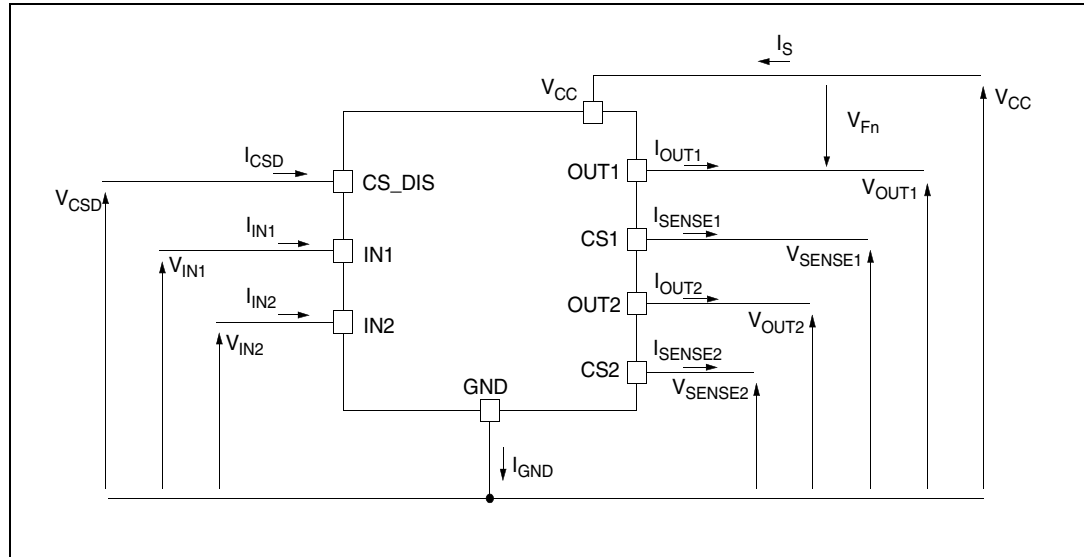 I_S
V_CC
V_CC
V_Fn
I_CSD
I_OUT1
CS_DIS
OUT1
V_CSD
V_OUT1
I_IN1
I_SENSE1
IN1
CS1
V_IN1
V_SENSE1
I_IN2
I_OUT2
IN2
OUT2
V_IN2
V_OUT2
I_SENSE2
CS2
GND
V_SENSE2
I_GND